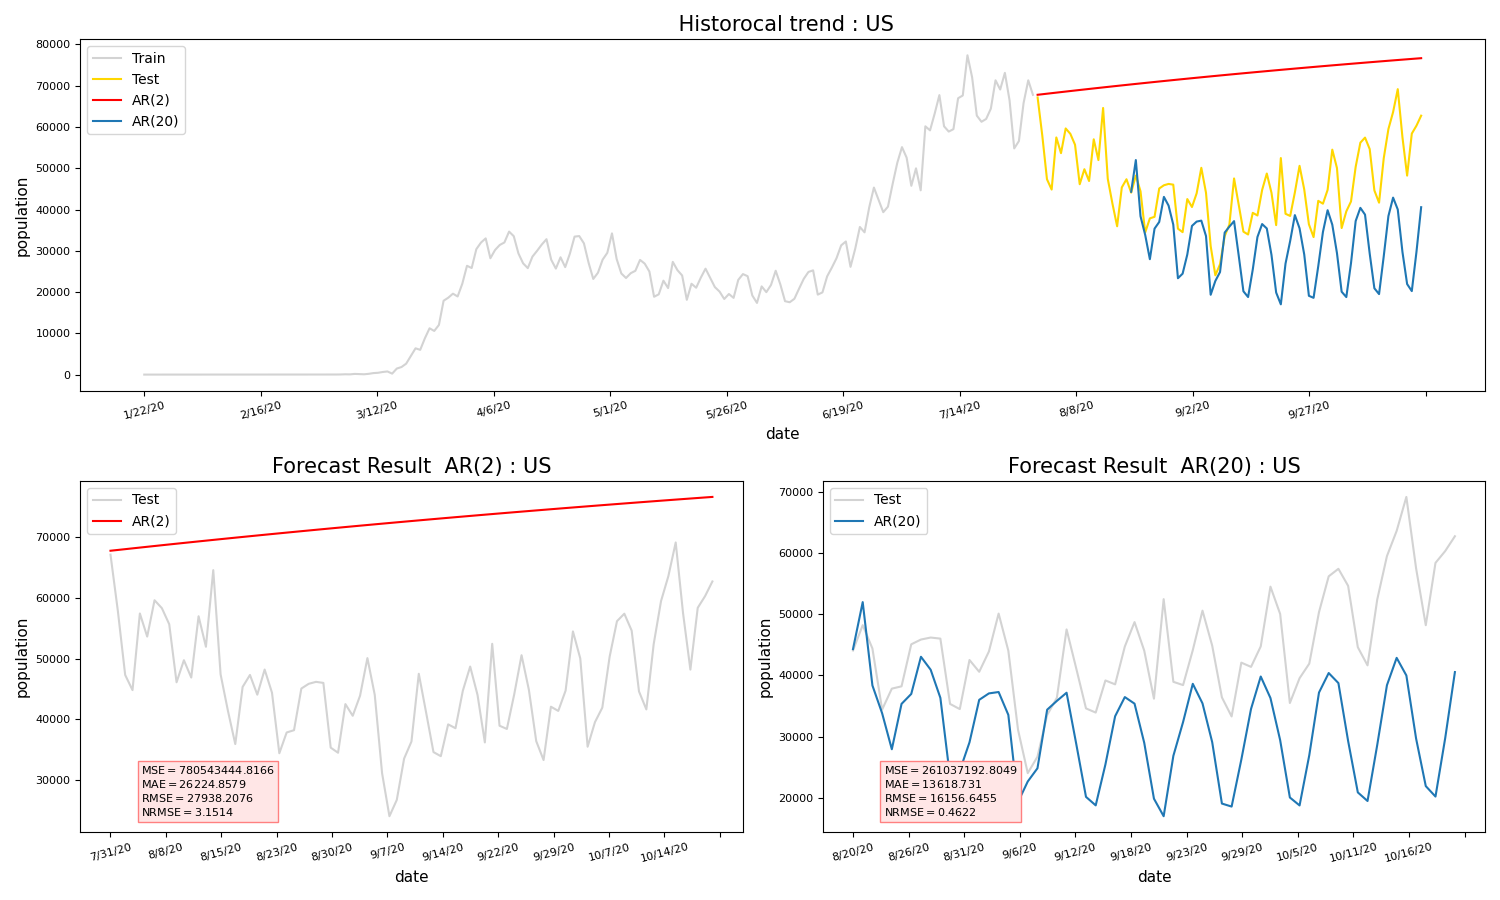 Historocal trend : US
Train
Test
AR(2)
AR(20)
population
80000
70000
60000
50000
40000
30000
20000
10000
0
1/22/20 2/16/20 3/12/20 4/6/20 5/1/20 5/26/20 6/19/20 7/14/20 8/8/20 9/2/20 9/27/20
date
Forecast Result AR(2) : US
Test
AR(2)
population
70000
60000
50000
40000
30000
MSE = 780543444.8166
MAE = 26224.8579
RMSE = 27938.2076
NRMSE = 3.1514
7/31/20 8/8/20 8/15/20 8/23/20 8/30/20 9/7/20 9/14/20 9/22/20 9/29/20 10/7/20 10/14/20
date
Forecast Result AR(20) : US
Test
AR(20)
population
70000
60000
50000
40000
30000
20000
MSE = 261037192.8049
MAE = 13618.731
RMSE = 16156.6455
NRMSE = 0.4622
8/20/20 8/26/20 8/31/20 9/6/20 9/12/20 9/18/20 9/23/20 9/29/20 10/5/20 10/11/20 10/16/20
date